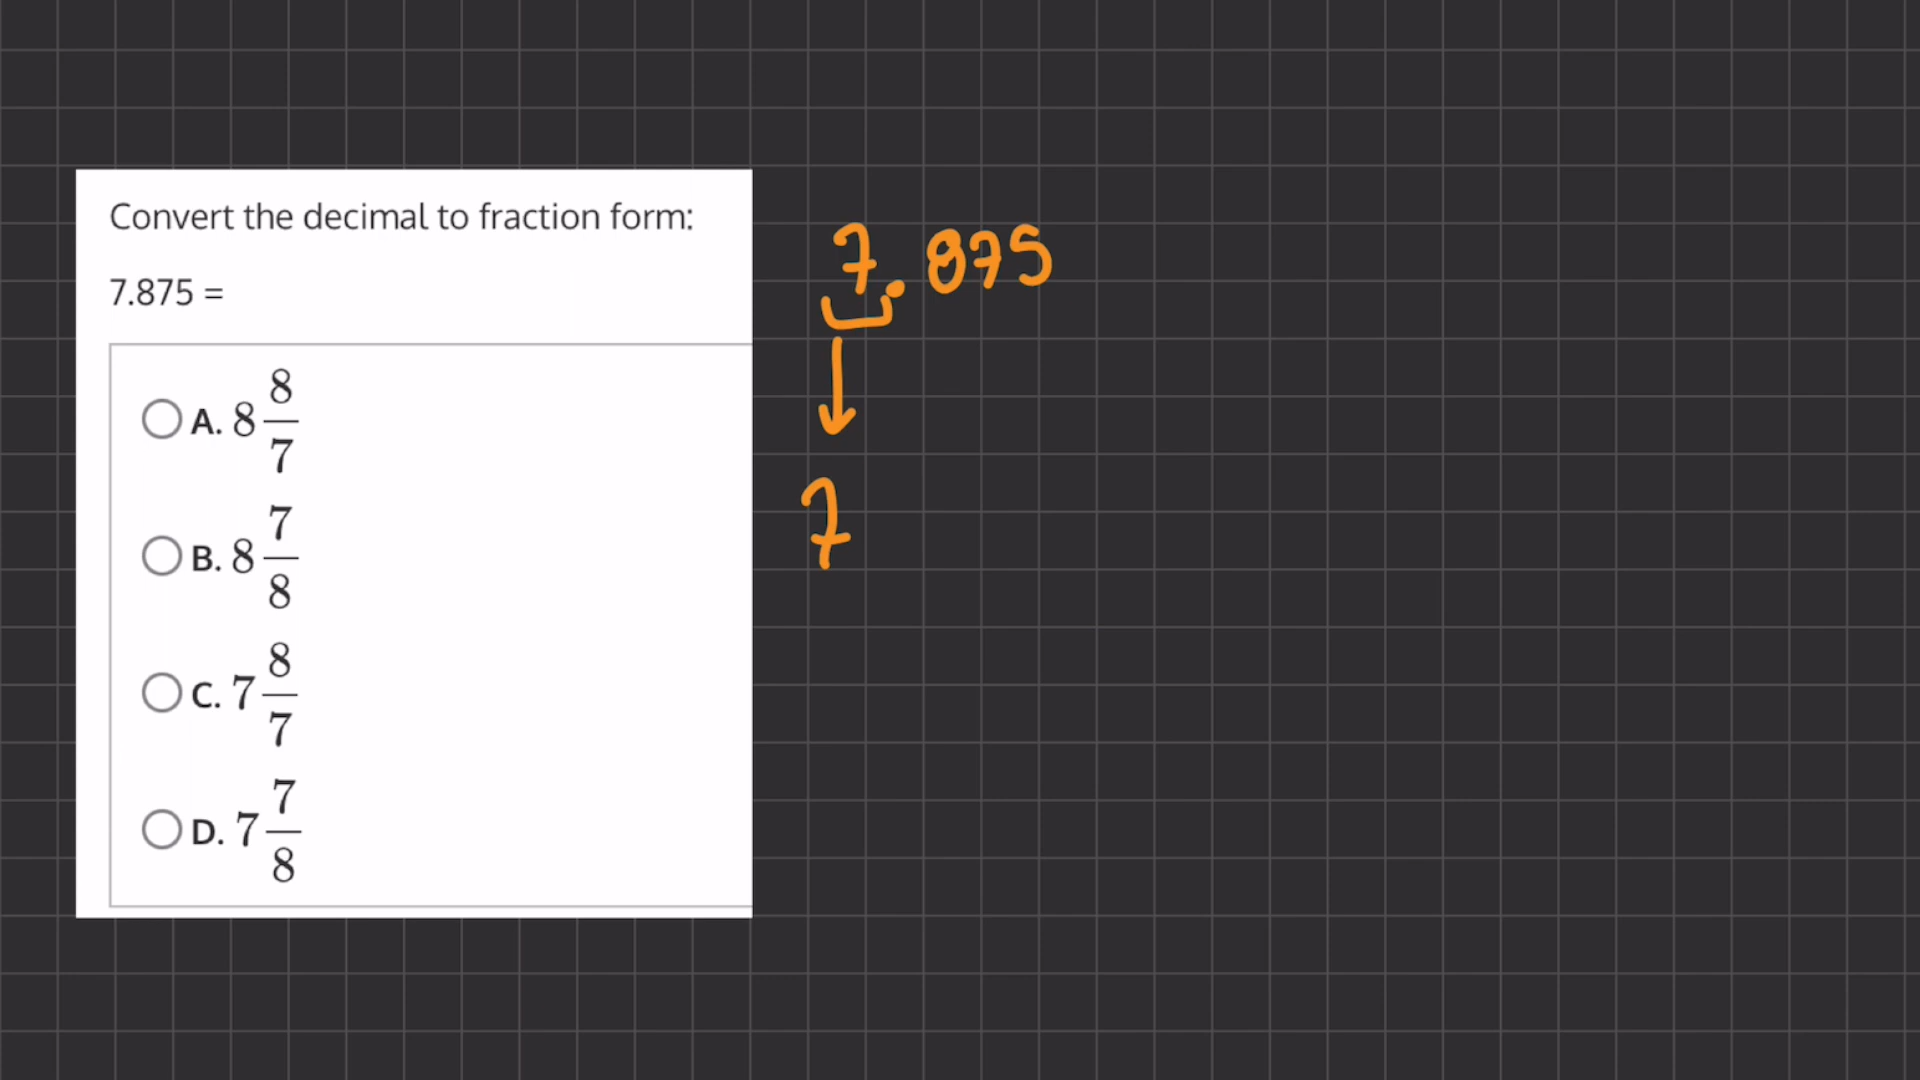 Convert the decimal to fraction form:
7.875 =
A. 8 8/7
B. 8 7/8
C. 7 8/7
D. 7 7/8
7.875
7